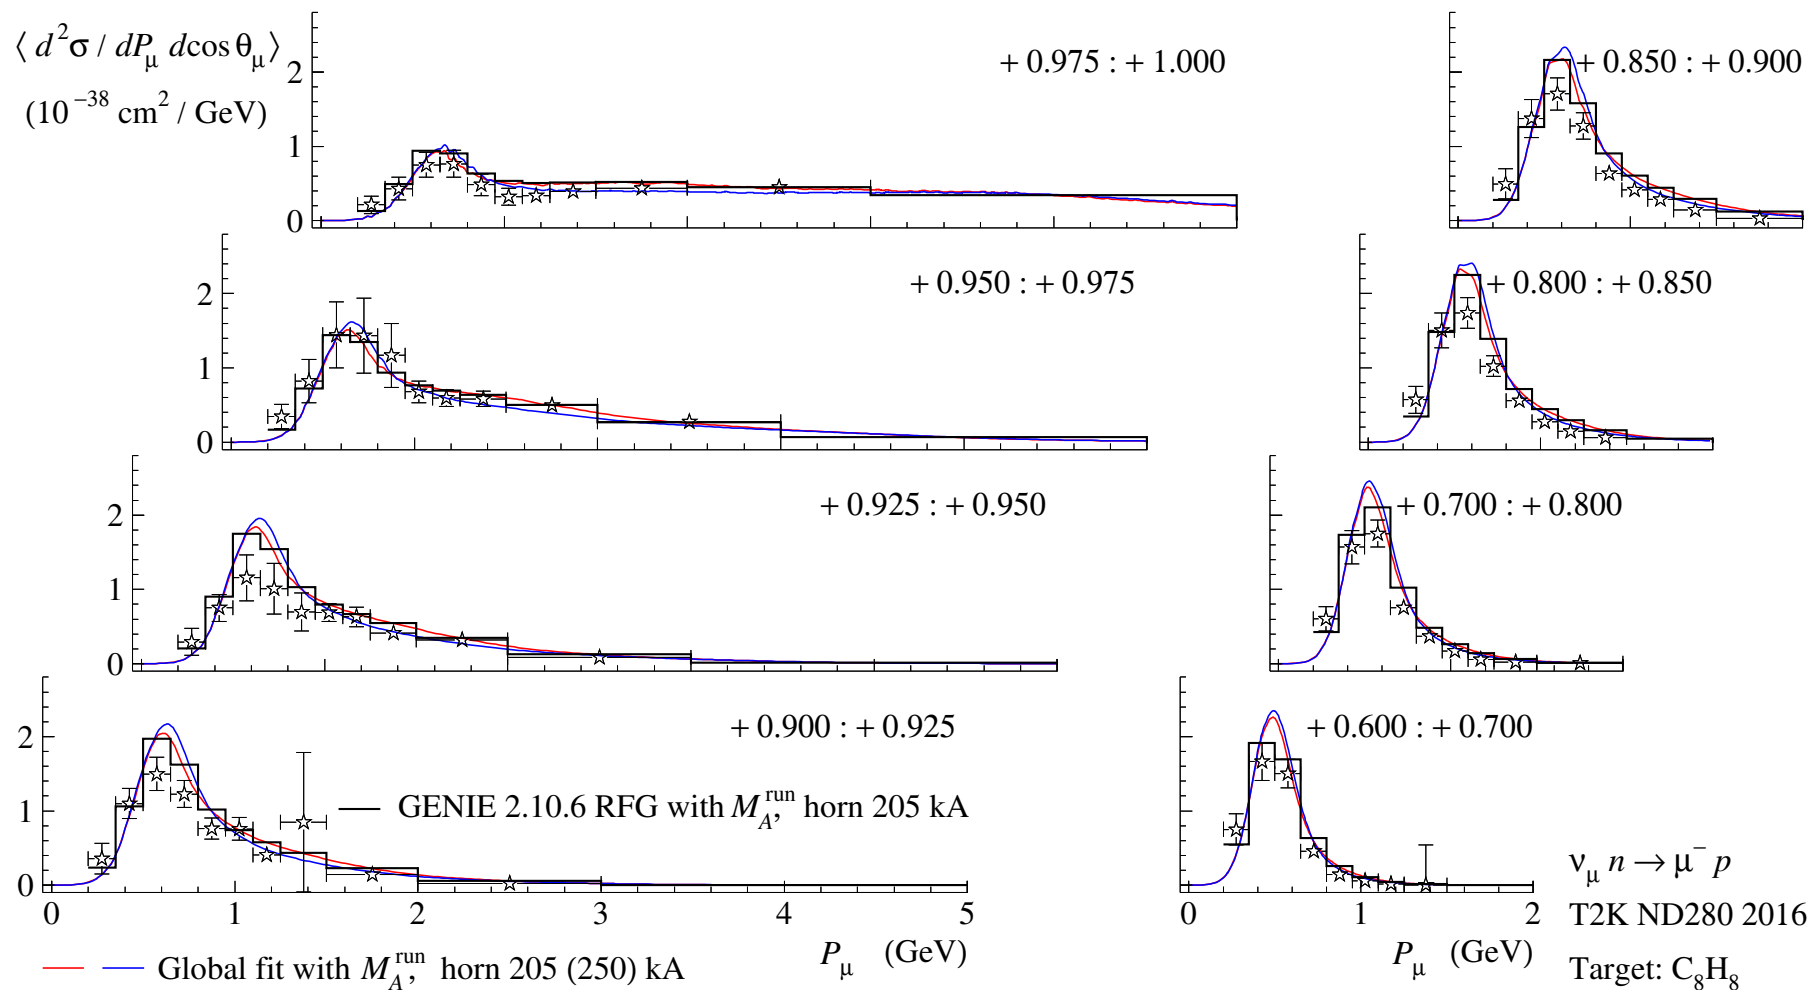 ⟨ d²σ / dP_μ dcos θ_μ ⟩
(10⁻³⁸ cm² / GeV)
2
1
0
+ 0.975 : + 1.000
+ 0.850 : + 0.900
2
1
0
+ 0.950 : + 0.975
+ 0.800 : + 0.850
2
1
0
+ 0.925 : + 0.950
+ 0.700 : + 0.800
2
1
0
+ 0.900 : + 0.925
+ 0.600 : + 0.700
GENIE 2.10.6 RFG with M_A^run, horn 205 kA
0 1 2 3 4 5
P_μ (GeV)
0 1 2
P_μ (GeV)
Global fit with M_A^run, horn 205 (250) kA
ν_μ n → μ⁻ p
T2K ND280 2016
Target: C₈H₈